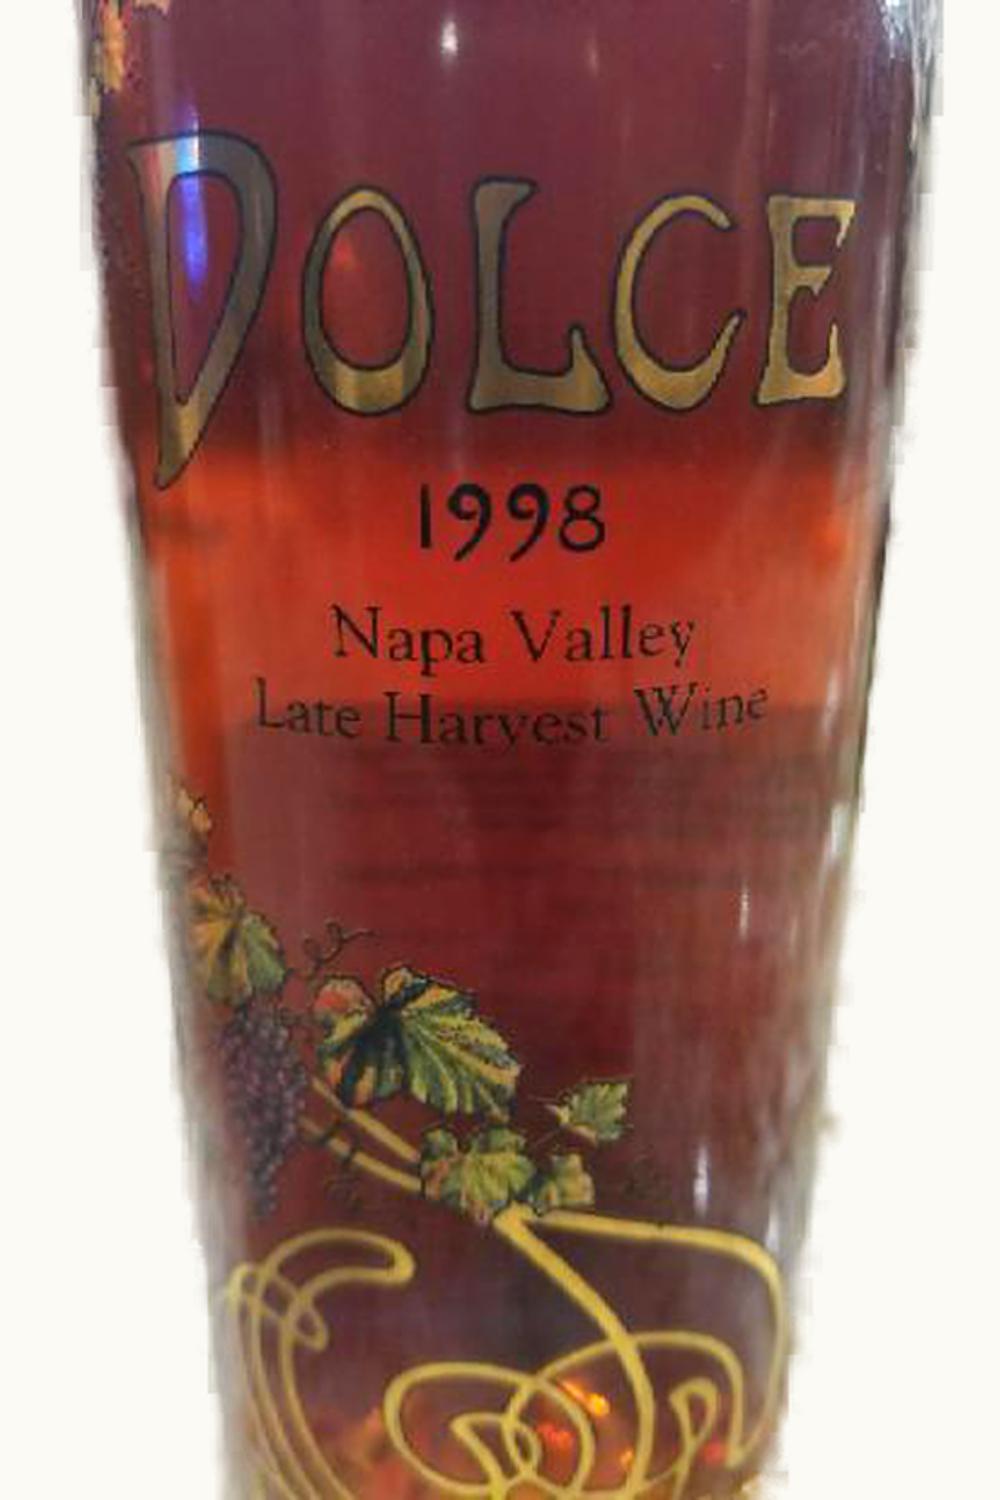 DOLCE
1998
Napa Valley
Late Harvest Wine